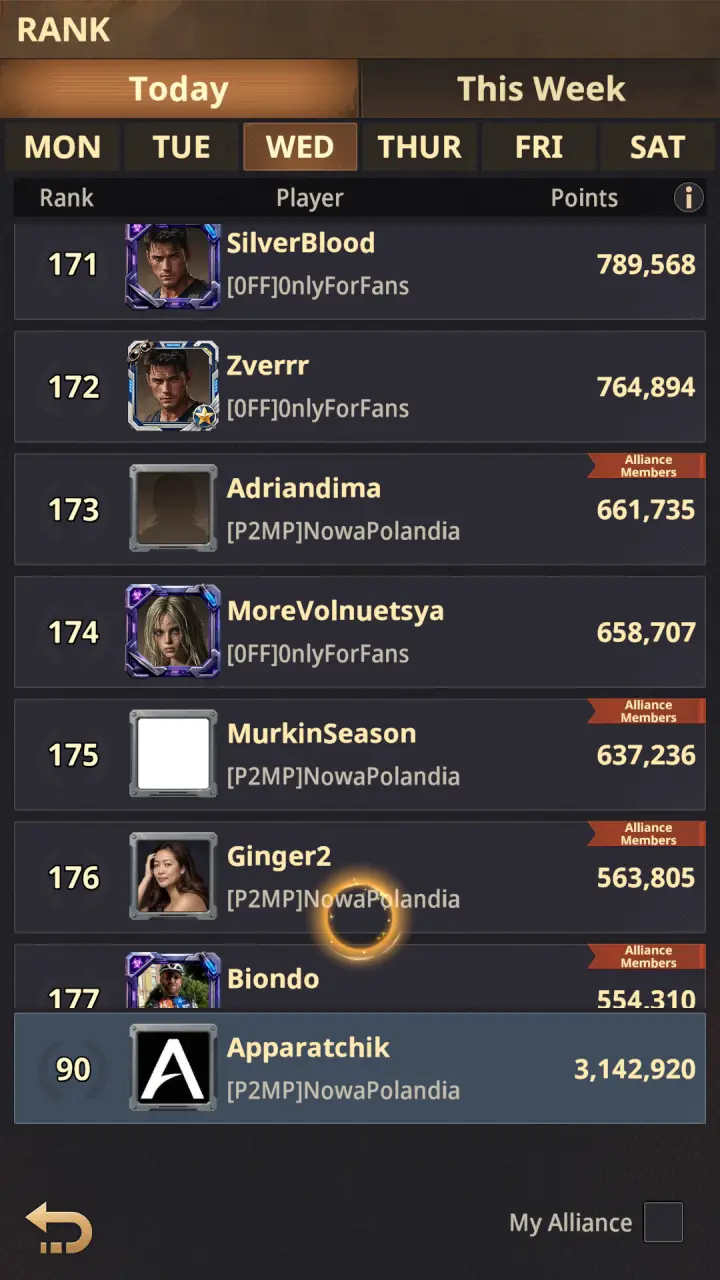 RANK
Today
This Week
MON
TUE
WED
THUR
FRI
SAT
Rank
Player
Points
i
171
SilverBlood
[0FF]0nlyForFans
789,568
172
Zverrr
[0FF]0nlyForFans
764,894
173
Adriandima
[P2MP]NowaPolandia
Alliance
Members
661,735
174
MoreVolnuetsya
[0FF]0nlyForFans
658,707
175
MurkinSeason
[P2MP]NowaPolandia
Alliance
Members
637,236
176
Ginger2
[P2MP]NowaPolandia
Alliance
Members
563,805
177
Biondo
Alliance
Members
554,310
90
Apparatchik
[P2MP]NowaPolandia
3,142,920
My Alliance